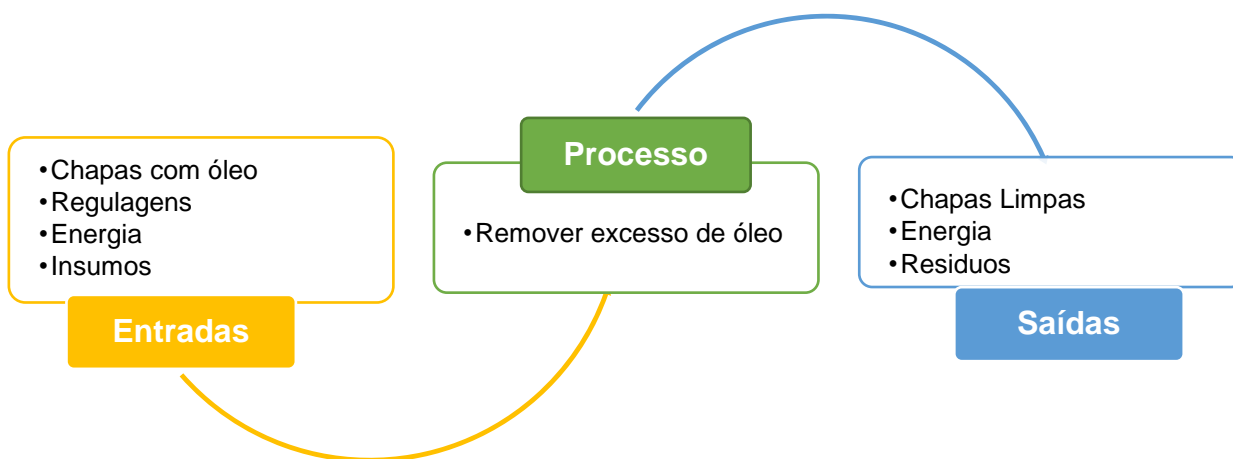 •Chapas com óleo
•Regulagens
•Energia
•Insumos
Entradas
Processo
•Remover excesso de óleo
•Chapas Limpas
•Energia
•Residuos
Saídas